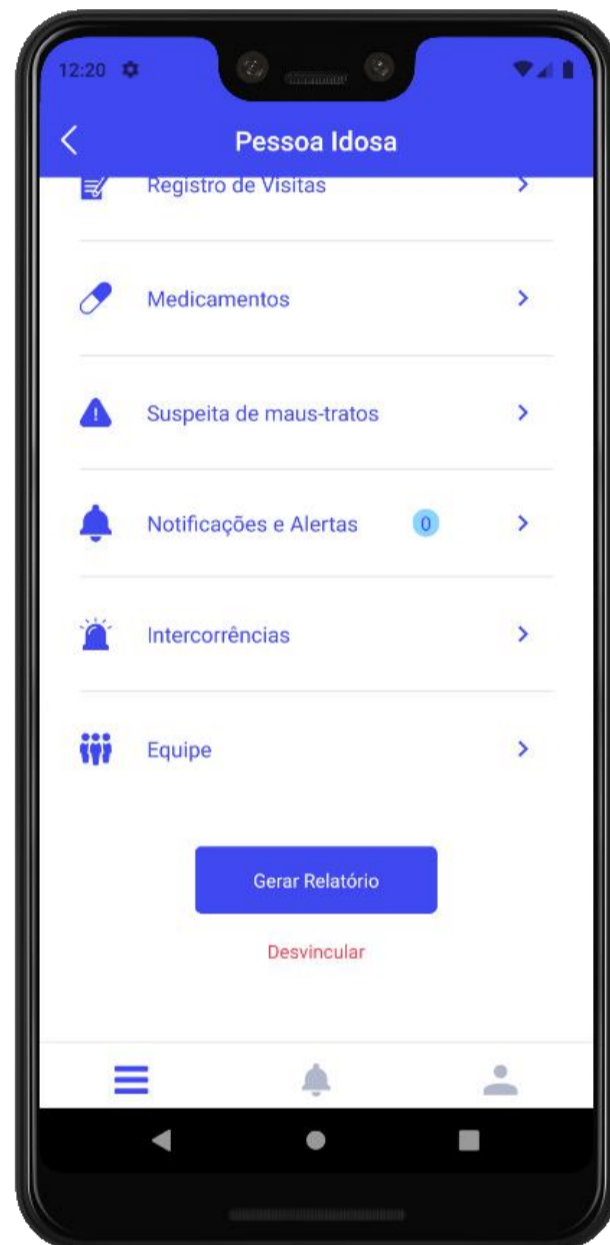 12:20
Pessoa Idosa
Registro de Visitas
Medicamentos
Suspeita de maus-tratos
Notificações e Alertas 0
Intercorrências
Equipe
Gerar Relatório
Desvincular